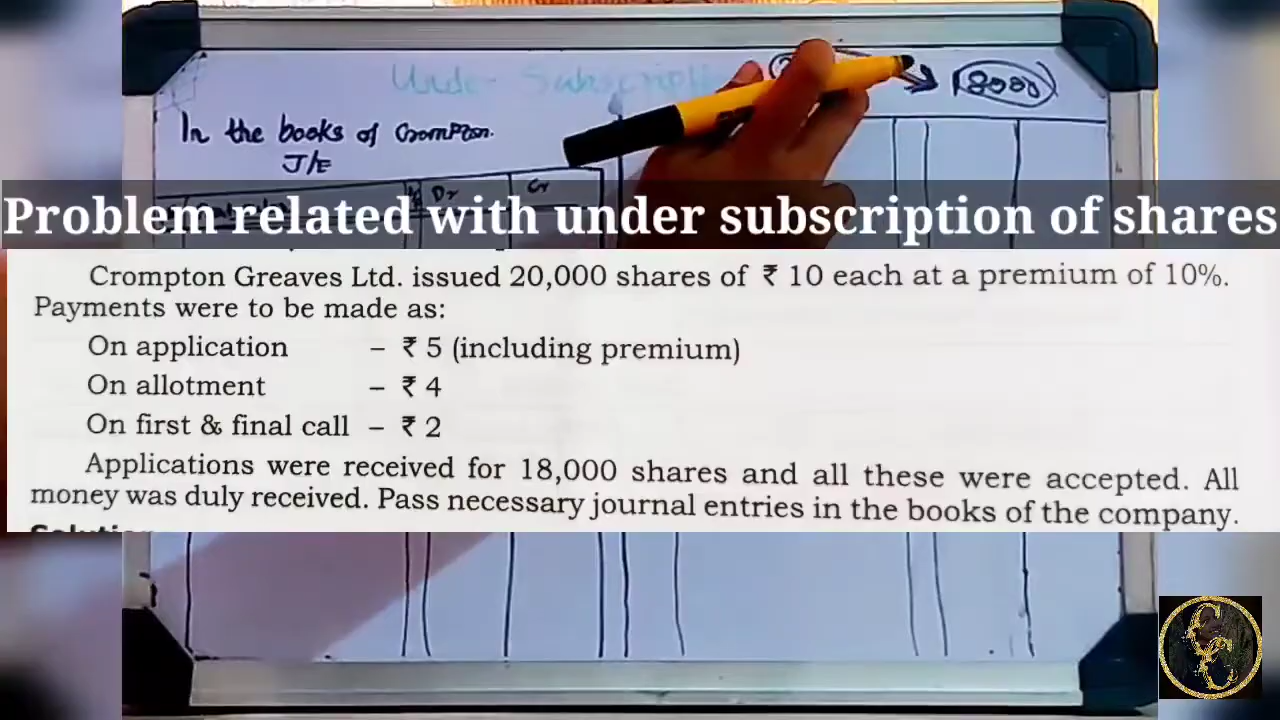 Under Subscripti
18000
In the books of Crompton.
J/E
Dr
Cr
Problem related with under subscription of shares
Crompton Greaves Ltd. issued 20,000 shares of ₹ 10 each at a premium of 10%.
Payments were to be made as:
On application – ₹ 5 (including premium)
On allotment – ₹ 4
On first & final call – ₹ 2
Applications were received for 18,000 shares and all these were accepted. All
money was duly received. Pass necessary journal entries in the books of the company.